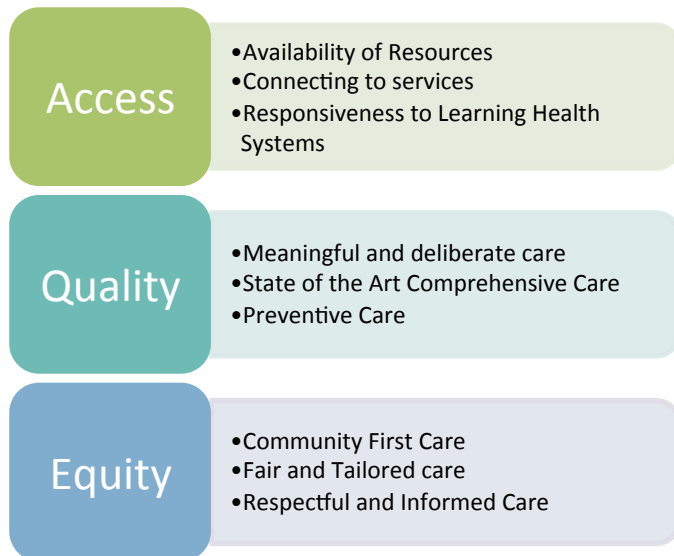 Access
•Availability of Resources
•Connecting to services
•Responsiveness to Learning Health
Systems
Quality
•Meaningful and deliberate care
•State of the Art Comprehensive Care
•Preventive Care
Equity
•Community First Care
•Fair and Tailored care
•Respectful and Informed Care